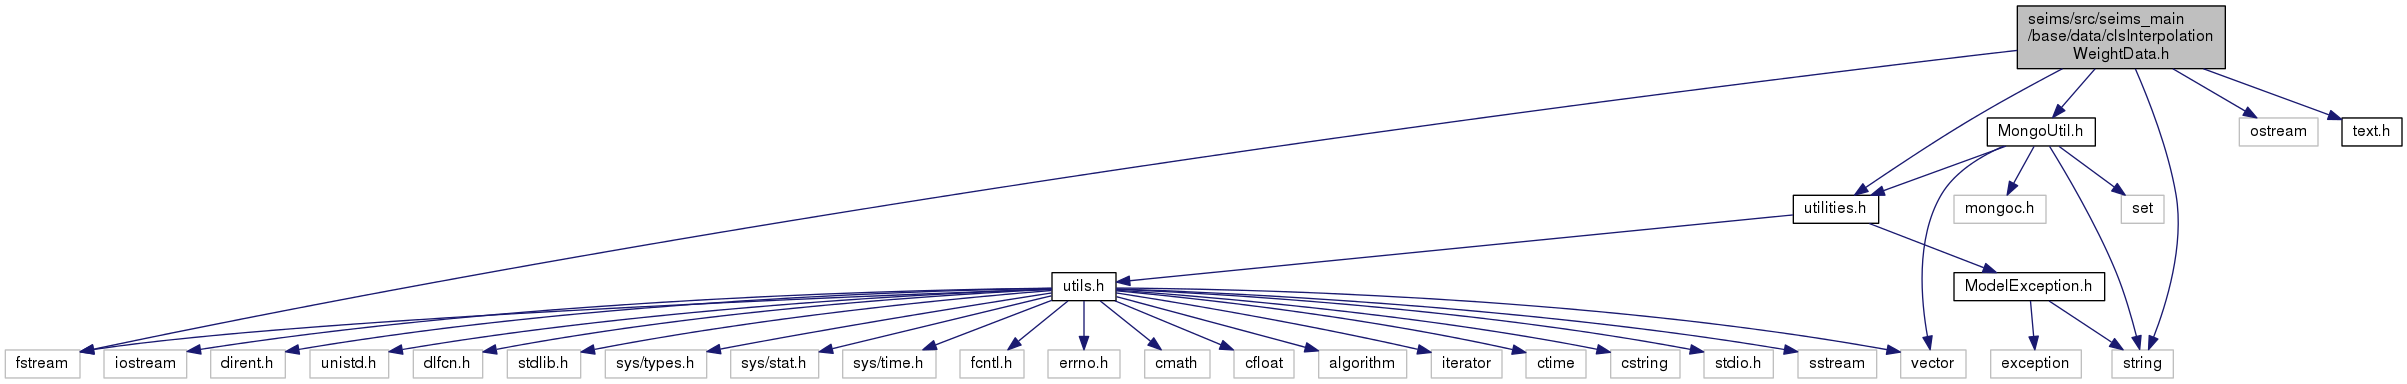 seims/src/seims_main
/base/data/clsInterpolation
WeightData.h
MongoUtil.h
ostream
text.h
utilities.h
mongoc.h
set
utils.h
ModelException.h
fstream
iostream
dirent.h
unistd.h
dlfcn.h
stdlib.h
sys/types.h
sys/stat.h
sys/time.h
fcntl.h
errno.h
cmath
cfloat
algorithm
iterator
ctime
cstring
stdio.h
sstream
vector
exception
string